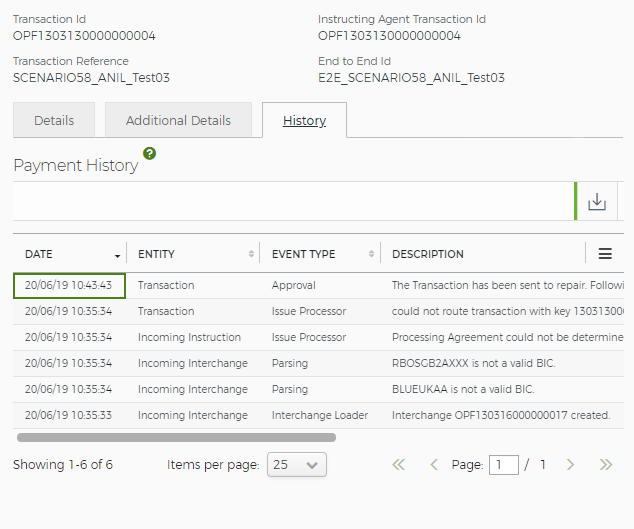 Transaction Id Instructing Agent Transaction Id
OPF1303130000000004 OPF1303130000000004
Transaction Reference End to End Id
SCENARIO58_ANIL_Test03 E2E_SCENARIO58_ANIL_Test03
Details Additional Details History
Payment History ?
DATE ENTITY EVENT TYPE DESCRIPTION
20/06/19 10:43:43 Transaction Approval The Transaction has been sent to repair. Followi
20/06/19 10:35:34 Transaction Issue Processor could not route transaction with key 130313000
20/06/19 10:35:34 Incoming Instruction Issue Processor Processing Agreement could not be determine
20/06/19 10:35:34 Incoming Interchange Parsing RBOSGB2AXXX is not a valid BIC.
20/06/19 10:35:34 Incoming Interchange Parsing BLUEUKAA is not a valid BIC.
20/06/19 10:35:33 Incoming Interchange Interchange Loader Interchange OPF130316000000017 created.
Showing 1-6 of 6 Items per page: 25 Page: 1 / 1